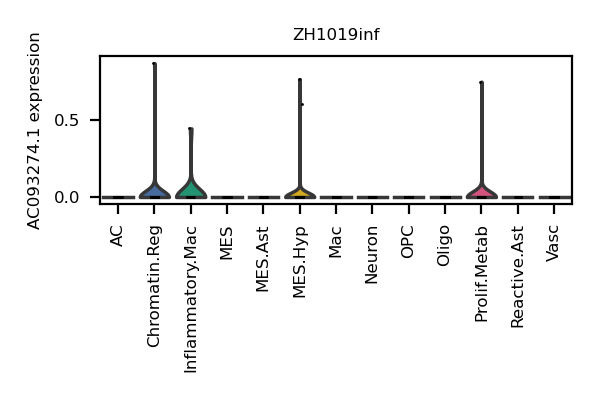 ZH1019inf
AC093274.1 expression
0.5
0.0
AC
Chromatin.Reg
Inflammatory.Mac
MES
MES.Ast
MES.Hyp
Mac
Neuron
OPC
Oligo
Prolif.Metab
Reactive.Ast
Vasc